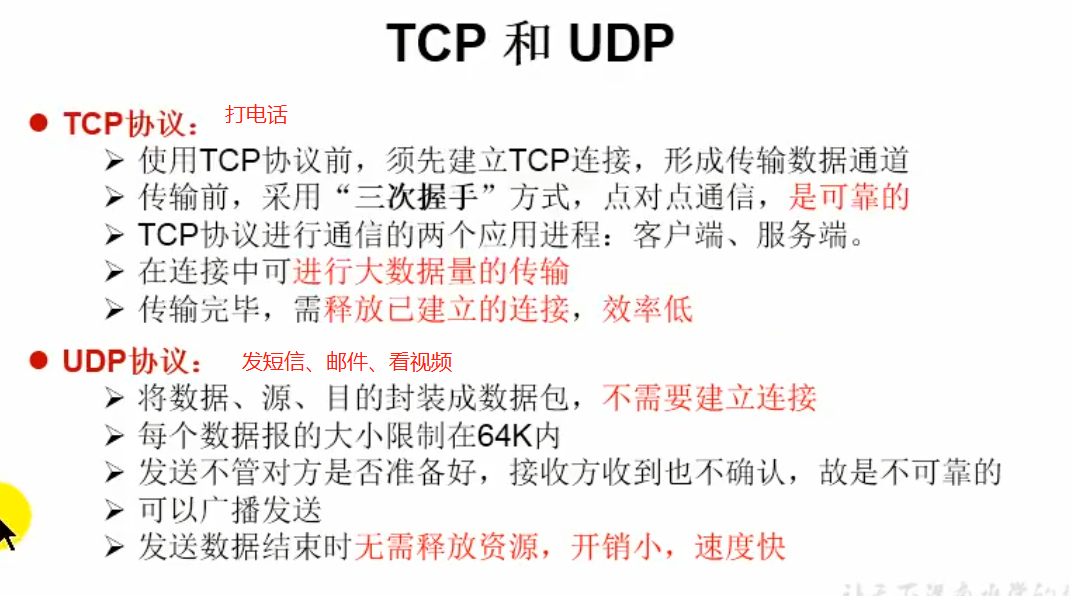 TCP 和 UDP
TCP协议： 打电话
使用TCP协议前，须先建立TCP连接，形成传输数据通道
传输前，采用“三次握手”方式，点对点通信，是可靠的
TCP协议进行通信的两个应用进程：客户端、服务端。
在连接中可进行大数据量的传输
传输完毕，需释放已建立的连接，效率低
UDP协议： 发短信、邮件、看视频
将数据、源、目的封装成数据包，不需要建立连接
每个数据报的大小限制在64K内
发送不管对方是否准备好，接收方收到也不确认，故是不可靠的
可以广播发送
发送数据结束时无需释放资源，开销小，速度快